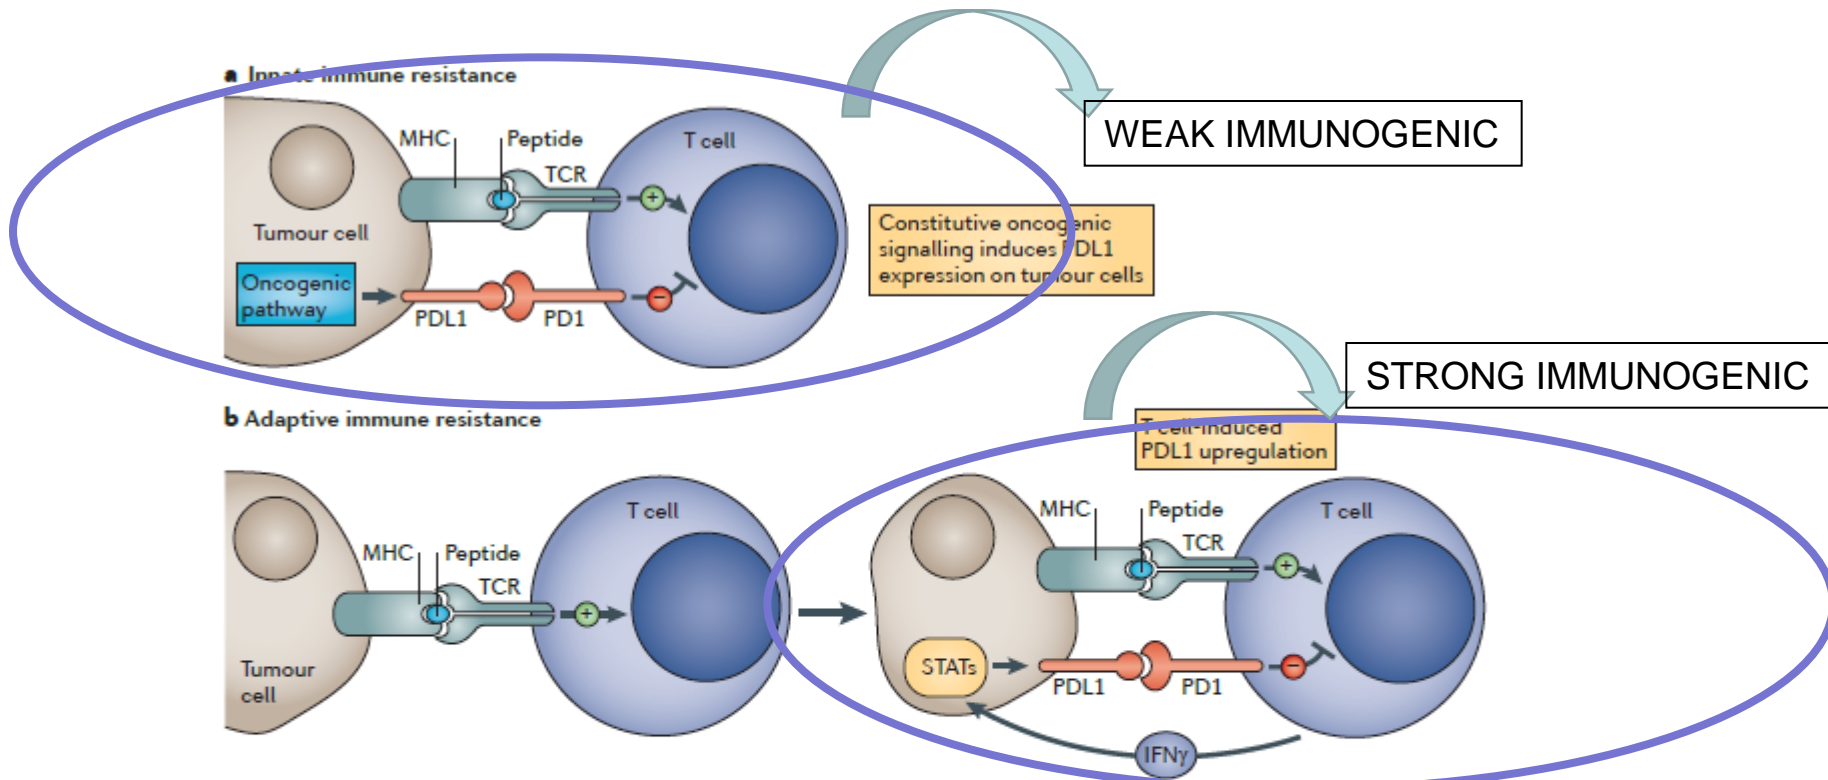 a Innate immune resistance
MHC
Peptide
TCR
T cell
Tumour cell
Oncogenic
pathway
PDL1
PD1
+
−
WEAK IMMUNOGENIC
Constitutive oncogenic
signalling induces PDL1
expression on tumour cells
STRONG IMMUNOGENIC
b Adaptive immune resistance
T cell-induced
PDL1 upregulation
MHC
Peptide
TCR
T cell
+
Tumour
cell
MHC
Peptide
TCR
T cell
+
STATs
PDL1
PD1
−
IFNγ